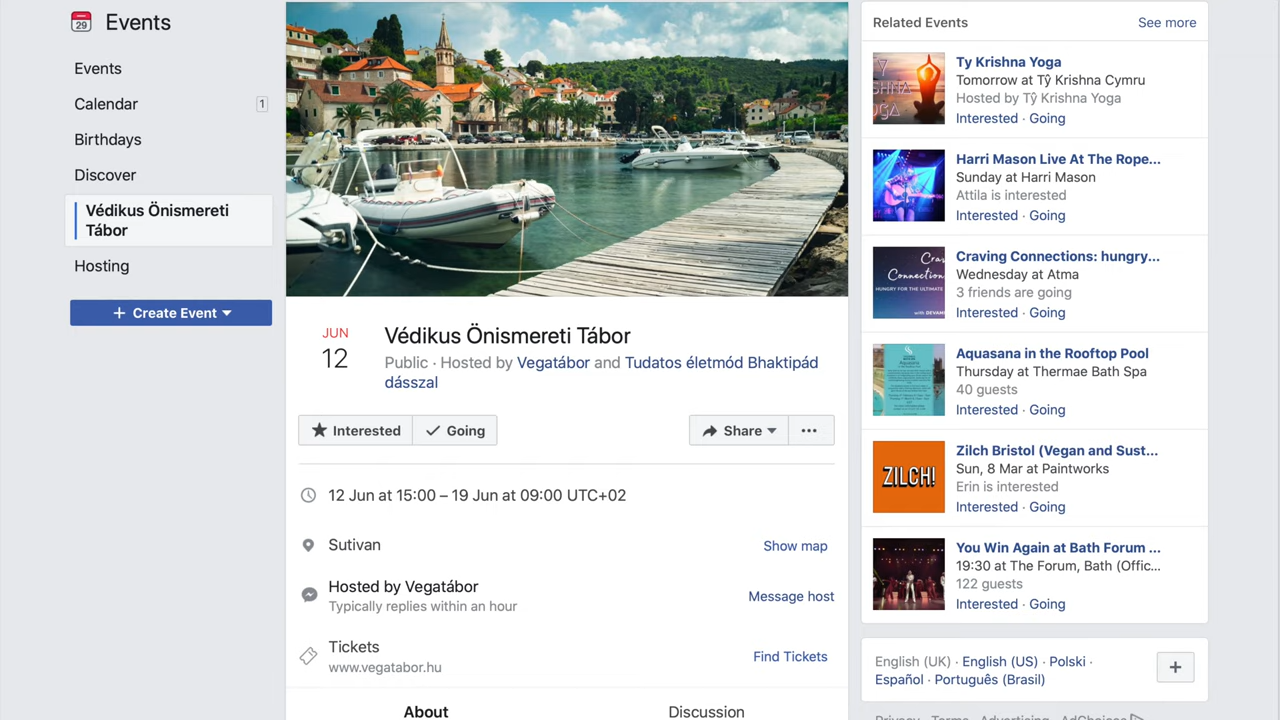 29
Events
Events
Calendar
1
Birthdays
Discover
Védikus Önismereti
Tábor
Hosting
+ Create Event
JUN
12
Védikus Önismereti Tábor
Public · Hosted by Vegatábor and Tudatos életmód Bhaktipád
dásszal
Interested
Going
Share
12 Jun at 15:00 – 19 Jun at 09:00 UTC+02
Sutivan
Show map
Hosted by Vegatábor
Typically replies within an hour
Message host
Tickets
www.vegatabor.hu
Find Tickets
About
Discussion
Related Events
See more
Ty Krishna Yoga
Tomorrow at Tŷ Krishna Cymru
Hosted by Tŷ Krishna Yoga
Interested · Going
Harri Mason Live At The Rope...
Sunday at Harri Mason
Attila is interested
Interested · Going
Craving Connections: hungry...
Wednesday at Atma
3 friends are going
Interested · Going
Aquasana in the Rooftop Pool
Thursday at Thermae Bath Spa
40 guests
Interested · Going
ZILCH!
Zilch Bristol (Vegan and Sust...
Sun, 8 Mar at Paintworks
Erin is interested
Interested · Going
You Win Again at Bath Forum ...
19:30 at The Forum, Bath (Offic...
122 guests
Interested · Going
English (UK) · English (US) · Polski ·
Español · Português (Brasil)
+
Privacy · Terms · Advertising · AdChoices